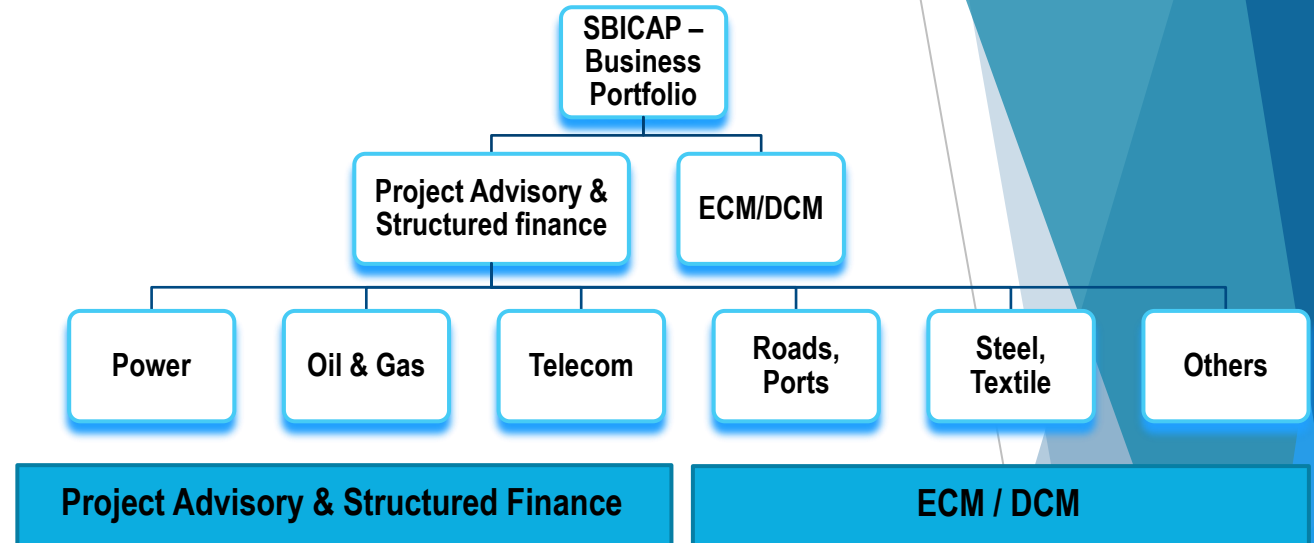 SBICAP –
Business
Portfolio
Project Advisory &
Structured finance
ECM/DCM
Power
Oil & Gas
Telecom
Roads,
Ports
Steel,
Textile
Others
Project Advisory & Structured Finance
ECM / DCM